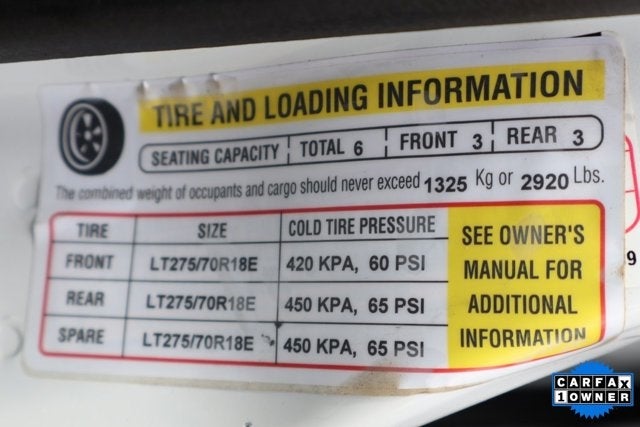 TIRE AND LOADING INFORMATION
SEATING CAPACITY TOTAL 6 FRONT 3 REAR 3
The combined weight of occupants and cargo should never exceed 1325 Kg or 2920 Lbs.
TIRE SIZE COLD TIRE PRESSURE
FRONT LT275/70R18E 420 KPA, 60 PSI
REAR LT275/70R18E 450 KPA, 65 PSI
SPARE LT275/70R18E 450 KPA, 65 PSI
SEE OWNER'S
MANUAL FOR
ADDITIONAL
INFORMATION
9
CARFAX
1 OWNER